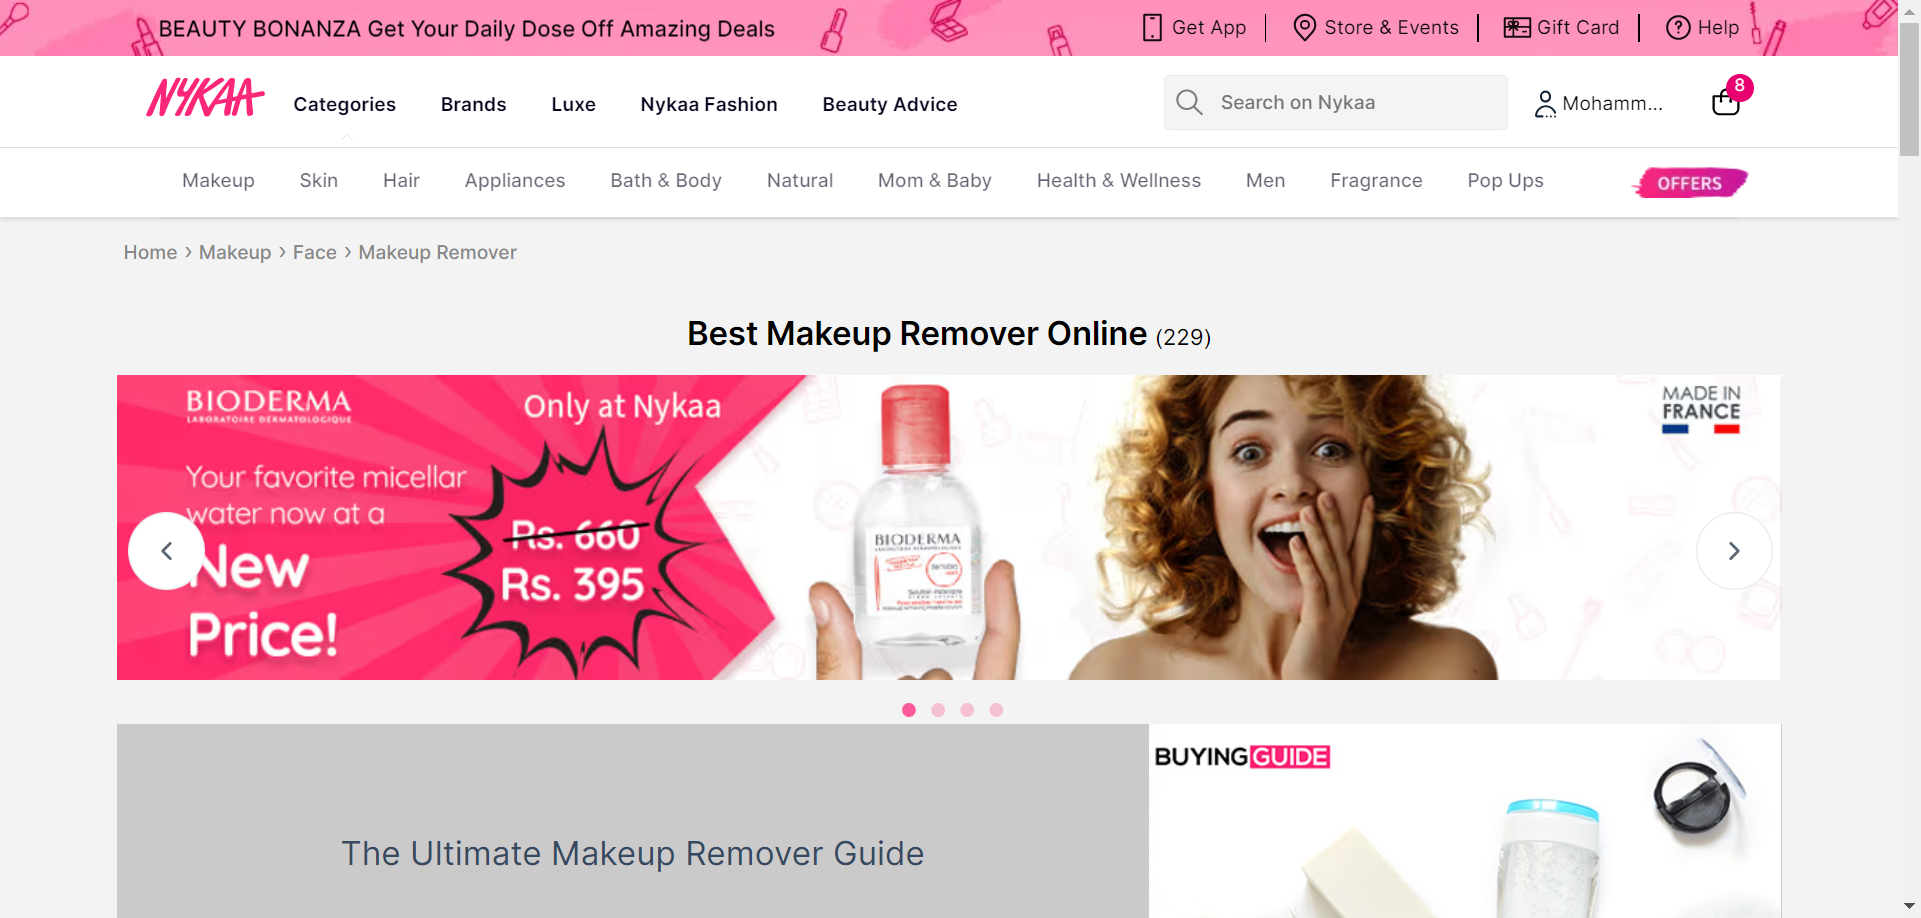 BEAUTY BONANZA Get Your Daily Dose Off Amazing Deals
Get App
Store & Events
Gift Card
Help
NYKAA
Categories
Brands
Luxe
Nykaa Fashion
Beauty Advice
Search on Nykaa
Mohamm...
8
Makeup
Skin
Hair
Appliances
Bath & Body
Natural
Mom & Baby
Health & Wellness
Men
Fragrance
Pop Ups
OFFERS
Home › Makeup › Face › Makeup Remover
Best Makeup Remover Online (229)
BIODERMA
LABORATOIRE DERMATOLOGIQUE
Only at Nykaa
Your favorite micellar
water now at a
New
Price!
Rs. 660
Rs. 395
BIODERMA
LABORATOIRE DERMATOLOGIQUE
MADE IN
FRANCE
The Ultimate Makeup Remover Guide
BUYING GUIDE